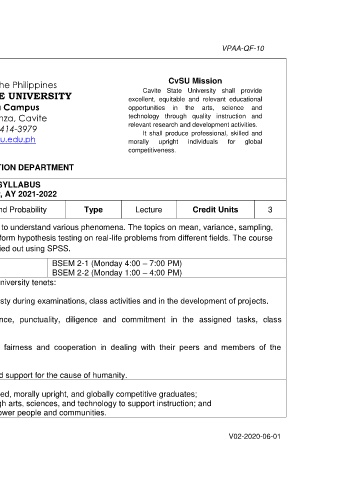 VPAA-QF-10
he Philippines
E UNIVERSITY
a Campus
nza, Cavite
414-3979
u.edu.ph
CvSU Mission
Cavite State University shall provide
excellent, equitable and relevant educational
opportunities in the arts, science and
technology through quality instruction and
relevant research and development activities.
It shall produce professional, skilled and
morally upright individuals for global
competitiveness.
TION DEPARTMENT
SYLLABUS
, AY 2021-2022
nd Probability Type Lecture Credit Units 3
to understand various phenomena. The topics on mean, variance, sampling,
form hypothesis testing on real-life problems from different fields. The course
ied out using SPSS.
BSEM 2-1 (Monday 4:00 – 7:00 PM)
BSEM 2-2 (Monday 1:00 – 4:00 PM)
niversity tenets:
sty during examinations, class activities and in the development of projects.
nce, punctuality, diligence and commitment in the assigned tasks, class
fairness and cooperation in dealing with their peers and members of the
d support for the cause of humanity.
ed, morally upright, and globally competitive graduates;
gh arts, sciences, and technology to support instruction; and
ower people and communities.
V02-2020-06-01